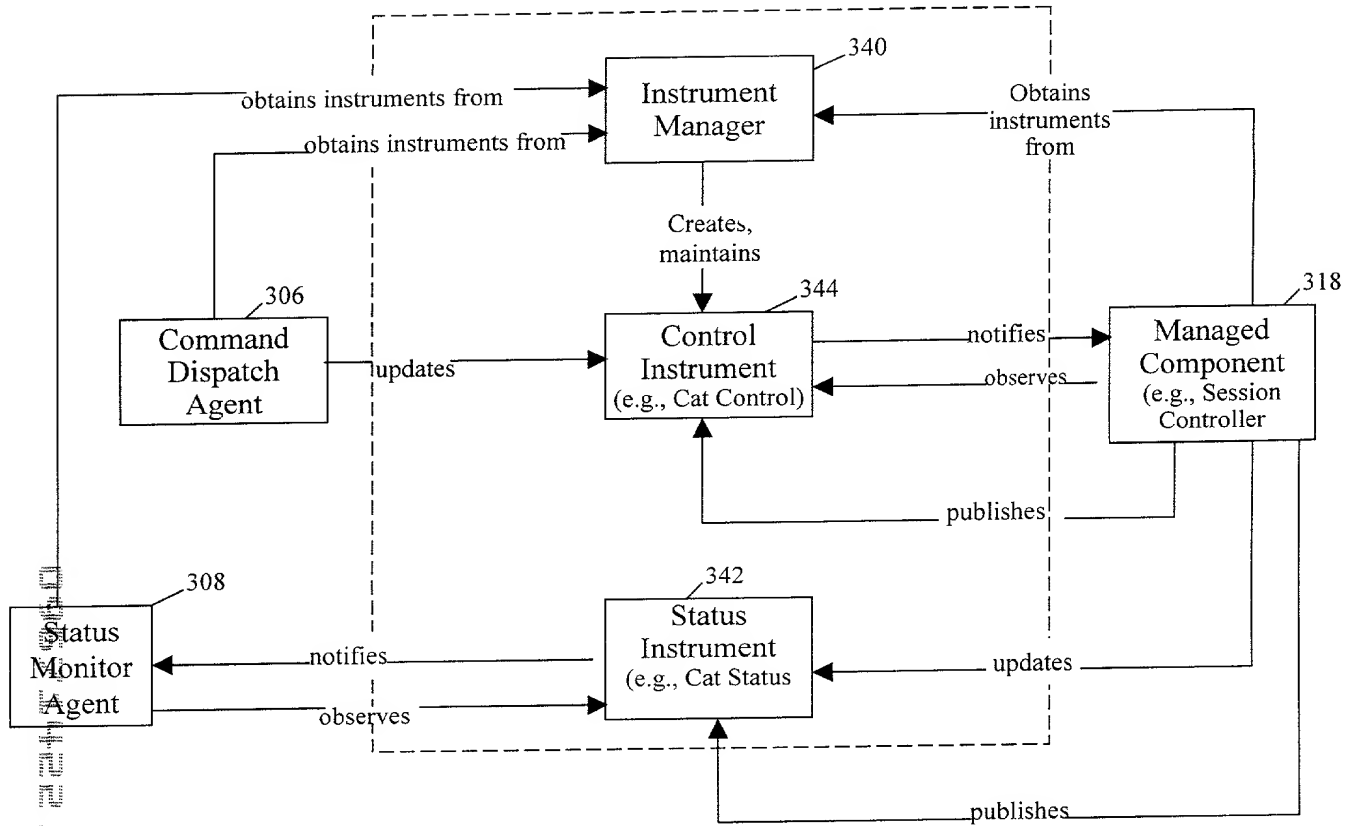 340
obtains instruments from
Instrument
Manager
Obtains
instruments
from
obtains instruments from
Creates,
maintains
306
344
318
Command
Dispatch
Agent
updates
Control
Instrument
(e.g., Cat Control)
notifies
observes
Managed
Component
(e.g., Session
Controller
publishes
308
342
Status
Monitor
Agent
notifies
observes
Status
Instrument
(e.g., Cat Status
updates
publishes